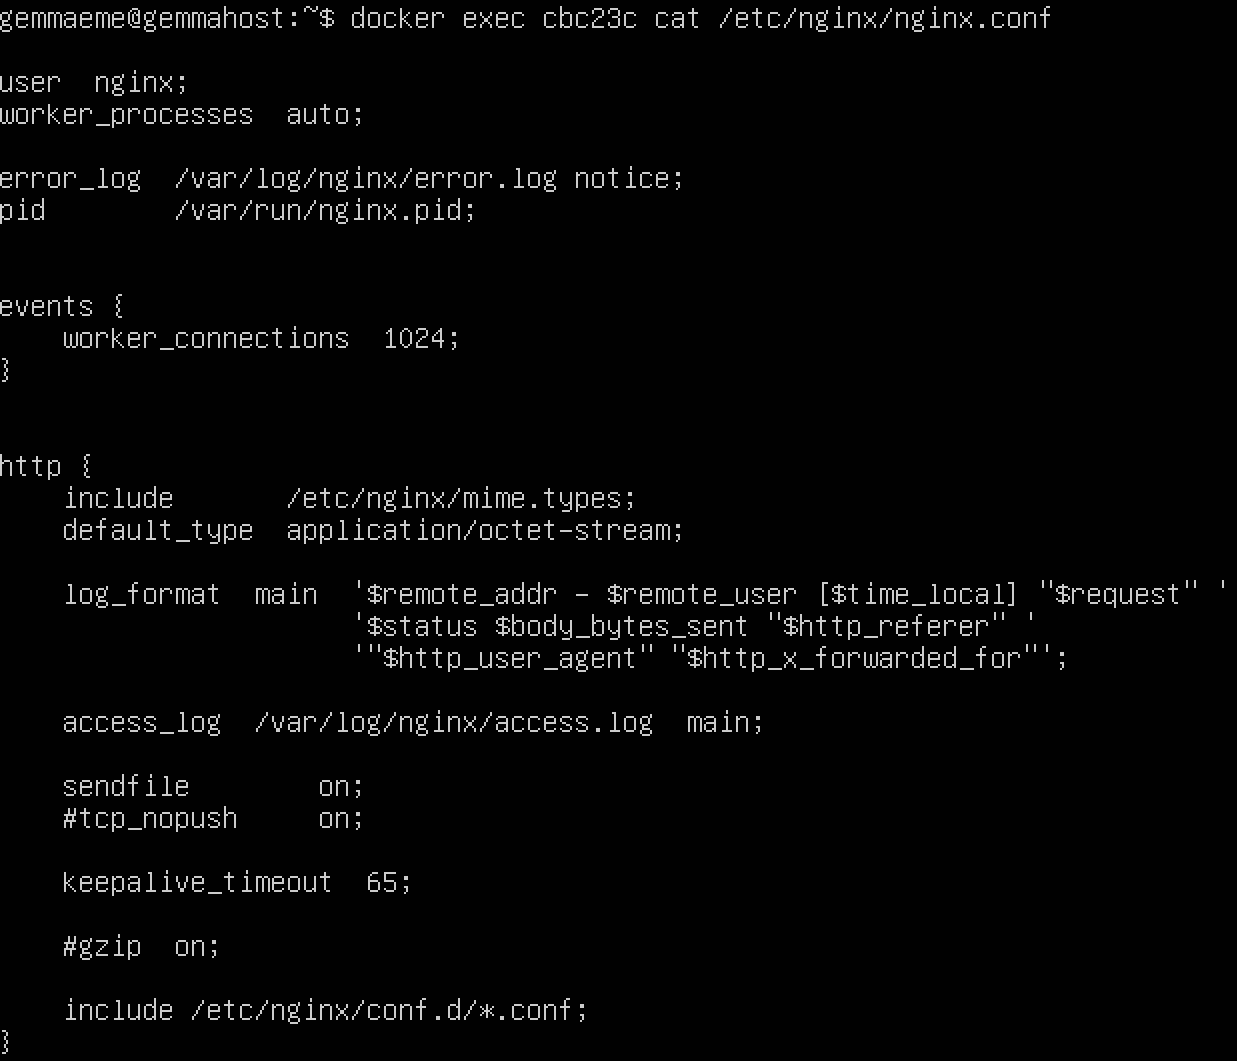 gemmaeme@gemmahost:~$ docker exec cbc23c cat /etc/nginx/nginx.conf

user  nginx;
worker_processes  auto;

error_log  /var/log/nginx/error.log notice;
pid        /var/run/nginx.pid;


events {
    worker_connections  1024;
}


http {
    include       /etc/nginx/mime.types;
    default_type  application/octet-stream;

    log_format  main  '$remote_addr - $remote_user [$time_local] "$request" '
                      '$status $body_bytes_sent "$http_referer" '
                      '"$http_user_agent" "$http_x_forwarded_for"';

    access_log  /var/log/nginx/access.log  main;

    sendfile        on;
    #tcp_nopush     on;

    keepalive_timeout  65;

    #gzip  on;

    include /etc/nginx/conf.d/*.conf;
}